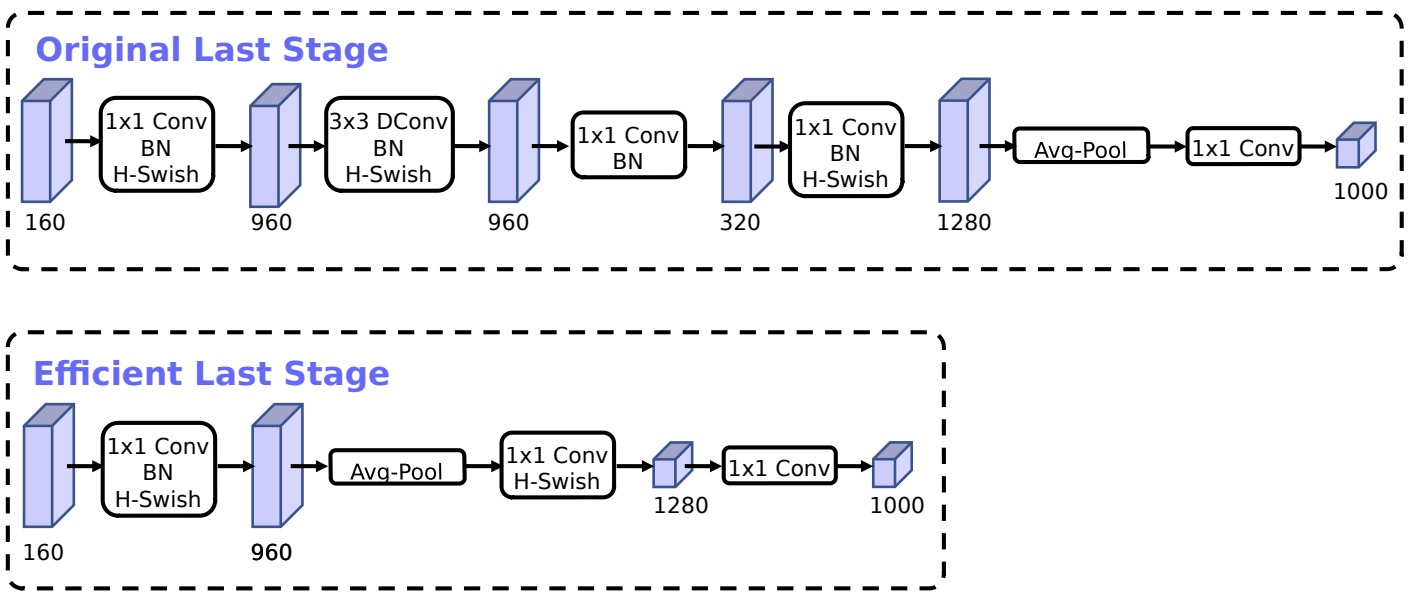 Original Last Stage
1x1 Conv
BN
H-Swish
3x3 DConv
BN
H-Swish
1x1 Conv
BN
1x1 Conv
BN
H-Swish
Avg-Pool
1x1 Conv
160
960
960
320
1280
1000
Efficient Last Stage
1x1 Conv
BN
H-Swish
Avg-Pool
1x1 Conv
H-Swish
1x1 Conv
160
960
1280
1000